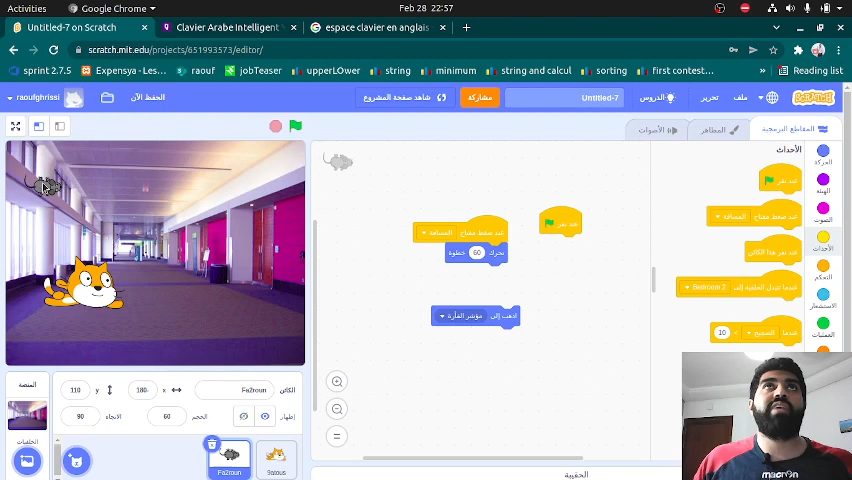 Activities
Google Chrome
Feb 28 22:57
Untitled-7 on Scratch
Clavier Arabe Intelligent
espace clavier en anglais
scratch.mit.edu/projects/651993573/editor/
sprint 2.7.5
Expensya - Les...
raouf
jobTeaser
upperLOwer
string
minimum
string and calcul
sorting
First contest...
Reading list
ملف
تحرير
الدروس
Untitled-7
مشاركة
شاهد صفحة المشروع
الحفظ الآن
raoufghrissi
المقاطع البرمجية
المظاهر
الأصوات
الحركة
الهيئة
الصوت
الأحداث
التحكم
الاستشعار
العمليات
الأحداث
عند نقر
عند ضغط مفتاح المسافة
عند نقر هذا الكائن
عندما تتبدل الخلفية إلى Bedroom 2
عندما الضجيج > 10
عند ضغط مفتاح المسافة
تحرك 60 خطوة
عند نقر
اذهب إلى مؤشر الفأرة
الحقيبة
الكائن
Fa2roun
x 180-
y 110
إظهار
الحجم 60
الاتجاه 90
Fa2roun
9atous
المنصة
الخلفيات
macron